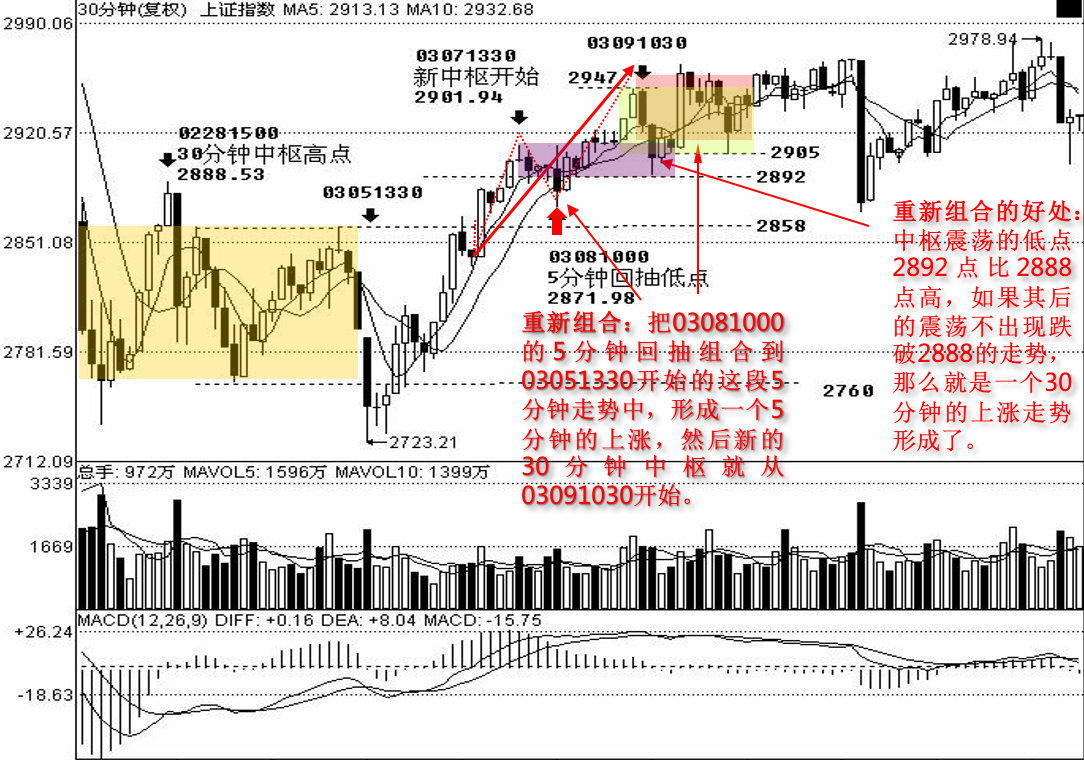 30分钟(复权) 上证指数 MA5: 2913.13 MA10: 2932.68
2990.06
2920.57
2851.08
2781.59
2712.09
03091030
03071330
新中枢开始
2901.94
2947
2978.94
02281500
30分钟中枢高点
2888.53
03051330
2905
2892
2858
03081000
5分钟回抽低点
2871.98
2760
2723.21
重新组合的好处:
中枢震荡的低点
2892点比2888
点高，如果其后
的震荡不出现跌
破2888的走势，
那么就是一个30
分钟的上涨走势
形成了。
重新组合：把03081000
的5分钟回抽组合到
03051330开始的这段5
分钟走势中，形成一个5
分钟的上涨，然后新的
30分钟中枢就从
03091030开始。
总手: 972万 MAVOL5: 1596万 MAVOL10: 1399万
3339
1669
MACD(12,26,9) DIFF: +0.16 DEA: +8.04 MACD: -15.75
+26.24
-18.63